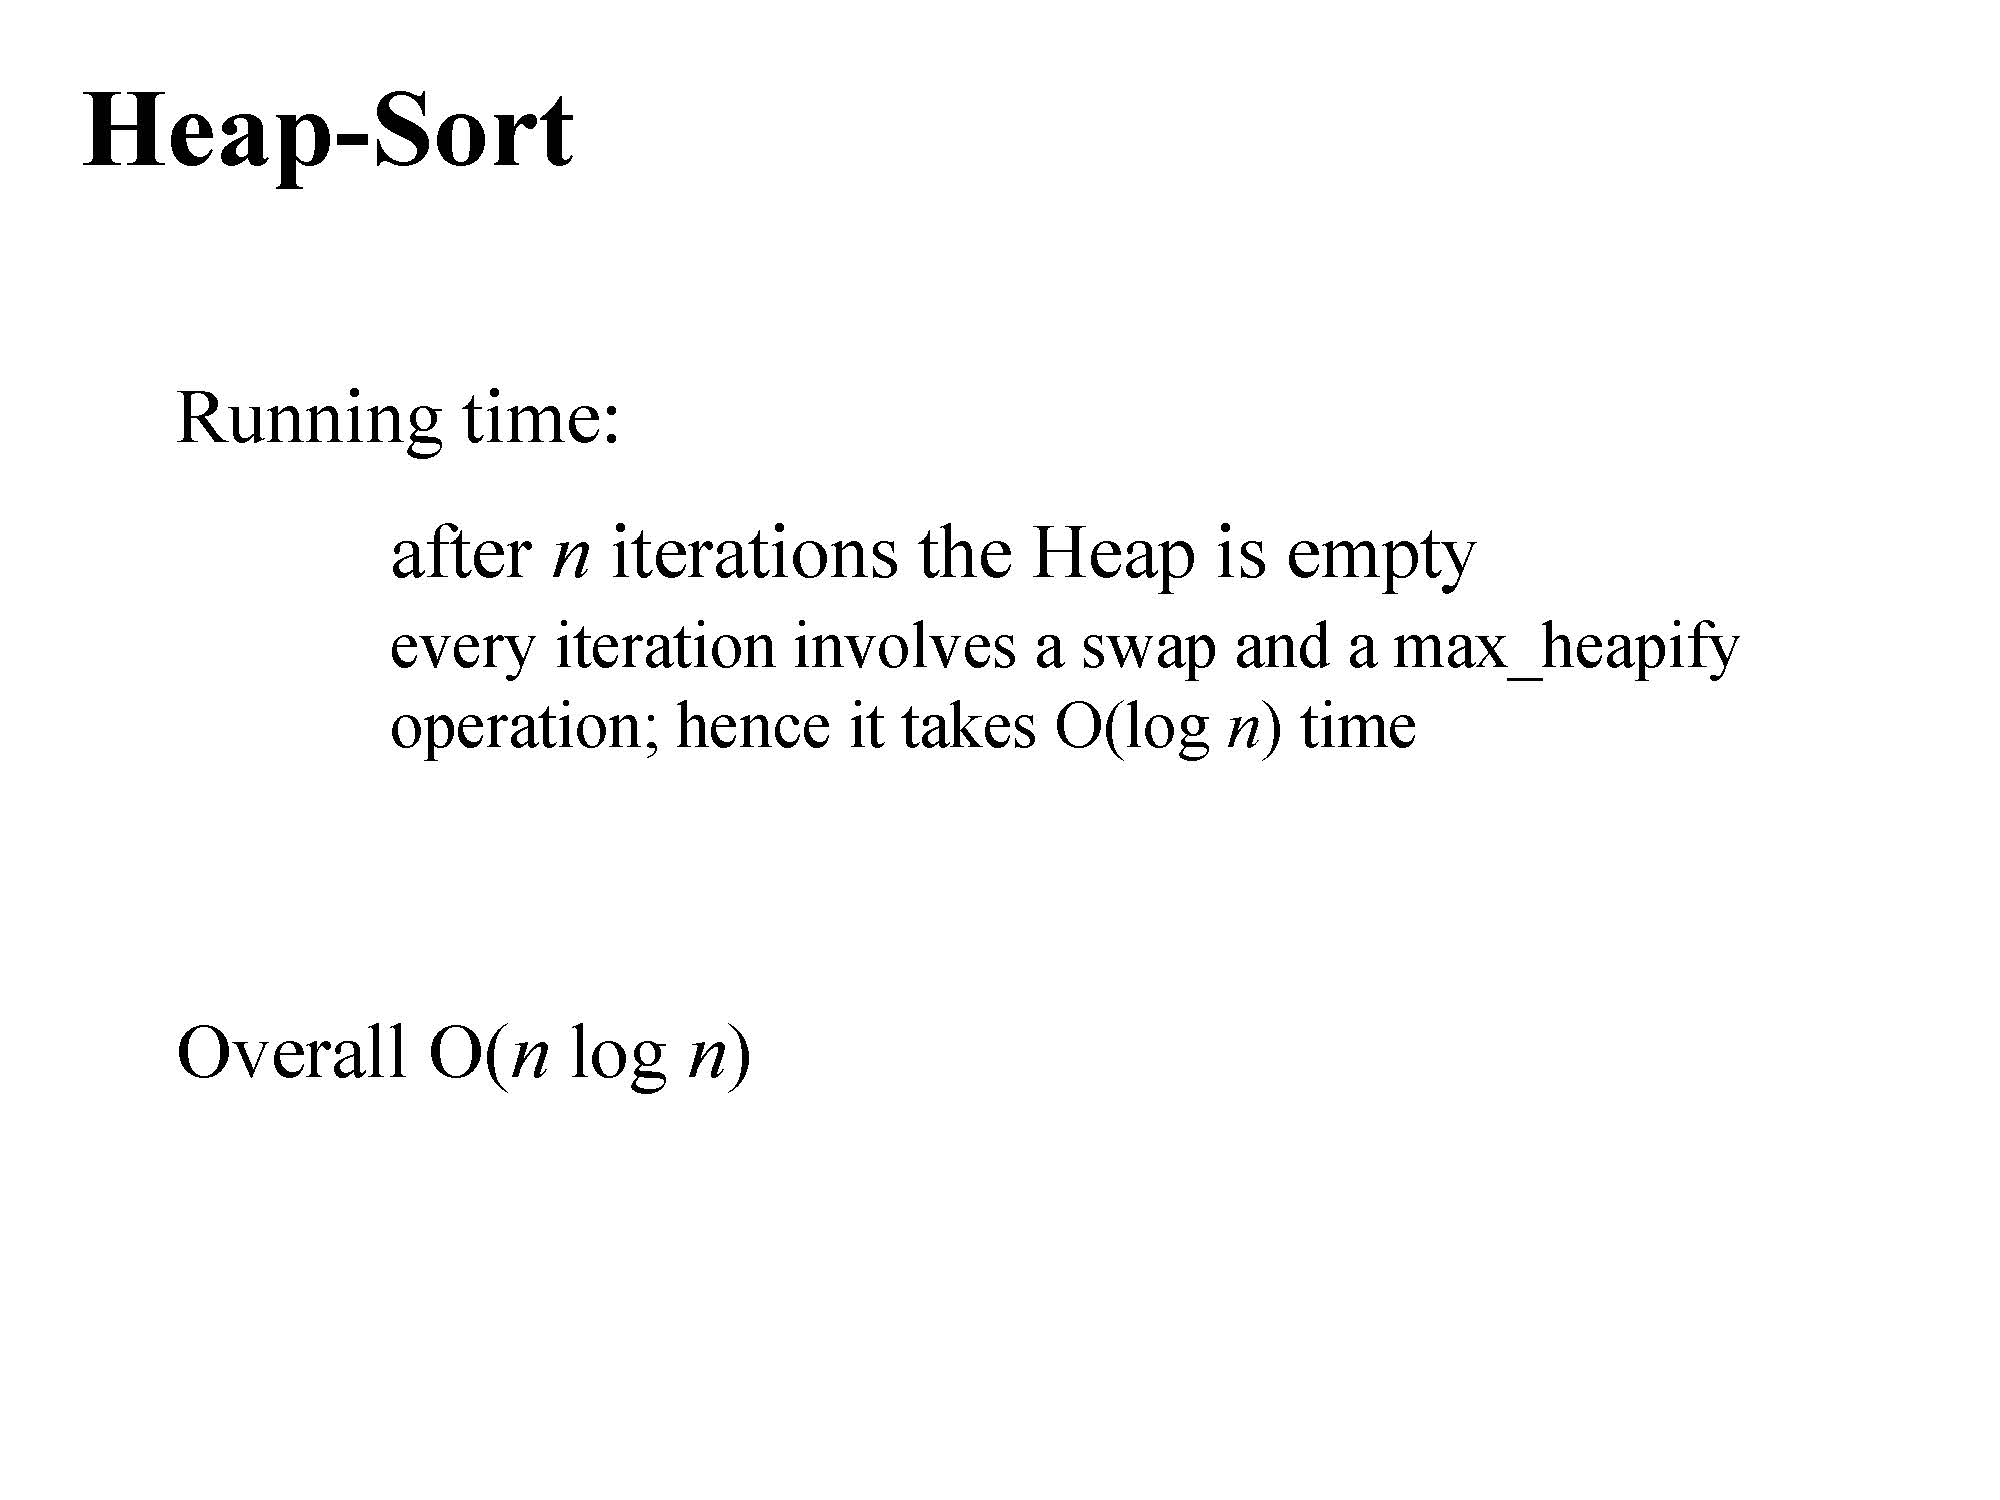 Heap-Sort
Running time:
after n iterations the Heap is empty
every iteration involves a swap and a max_heapify
operation; hence it takes O(log n) time
Overall O(n log n)